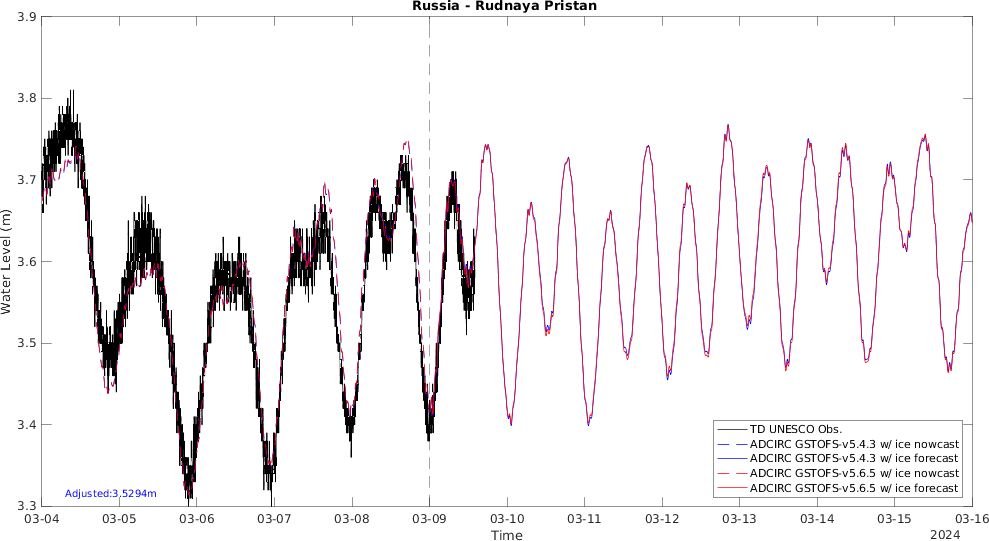 Russia - Rudnaya Pristan
3.9
3.8
3.7
3.6
3.5
3.4
3.3
Water Level (m)
Adjusted:3.5294m
TD UNESCO Obs.
ADCIRC GSTOFS-v5.4.3 w/ ice nowcast
ADCIRC GSTOFS-v5.4.3 w/ ice forecast
ADCIRC GSTOFS-v5.6.5 w/ ice nowcast
ADCIRC GSTOFS-v5.6.5 w/ ice forecast
03-04 03-05 03-06 03-07 03-08 03-09 03-10 03-11 03-12 03-13 03-14 03-15 03-16
Time
2024